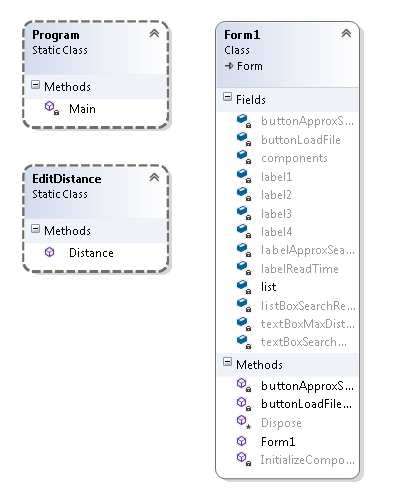 Program
Static Class
Methods
Main
EditDistance
Static Class
Methods
Distance
Form1
Class
Form
Fields
buttonApproxS...
buttonLoadFile
components
label1
label2
label3
label4
labelApproxSea...
labelReadTime
list
listBoxSearchRe...
textBoxMaxDist...
textBoxSearch...
Methods
buttonApproxS...
buttonLoadFile...
Dispose
Form1
InitializeCompo...